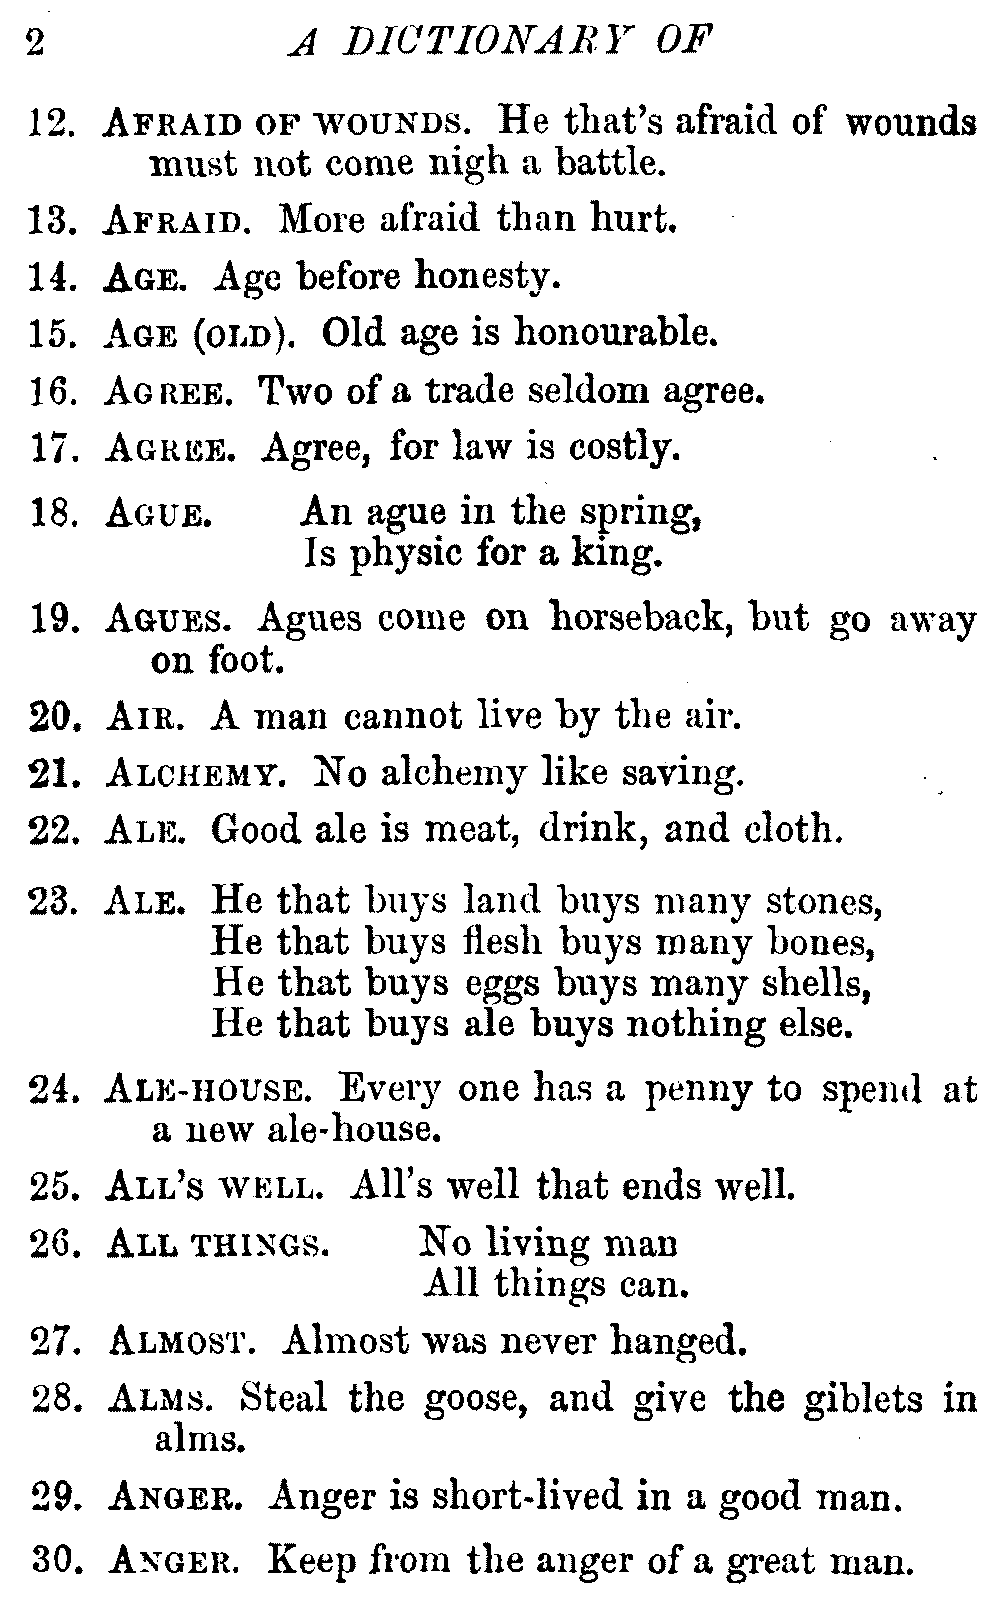 2 A DICTIONARY OF
12. AFRAID OF WOUNDS. He that's afraid of wounds
must not come nigh a battle.
13. AFRAID. More afraid than hurt.
14. AGE. Age before honesty.
15. AGE (OLD). Old age is honourable.
16. AGREE. Two of a trade seldom agree.
17. AGREE. Agree, for law is costly.
18. AGUE. An ague in the spring,
Is physic for a king.
19. AGUES. Agues come on horseback, but go away
on foot.
20. AIR. A man cannot live by the air.
21. ALCHEMY. No alchemy like saving.
22. ALE. Good ale is meat, drink, and cloth.
23. ALE. He that buys land buys many stones,
He that buys flesh buys many bones,
He that buys eggs buys many shells,
He that buys ale buys nothing else.
24. ALE-HOUSE. Every one has a penny to spend at
a new ale-house.
25. ALL'S WELL. All's well that ends well.
26. ALL THINGS. No living man
All things can.
27. ALMOST. Almost was never hanged.
28. ALMS. Steal the goose, and give the giblets in
alms.
29. ANGER. Anger is short-lived in a good man.
30. ANGER. Keep from the anger of a great man.